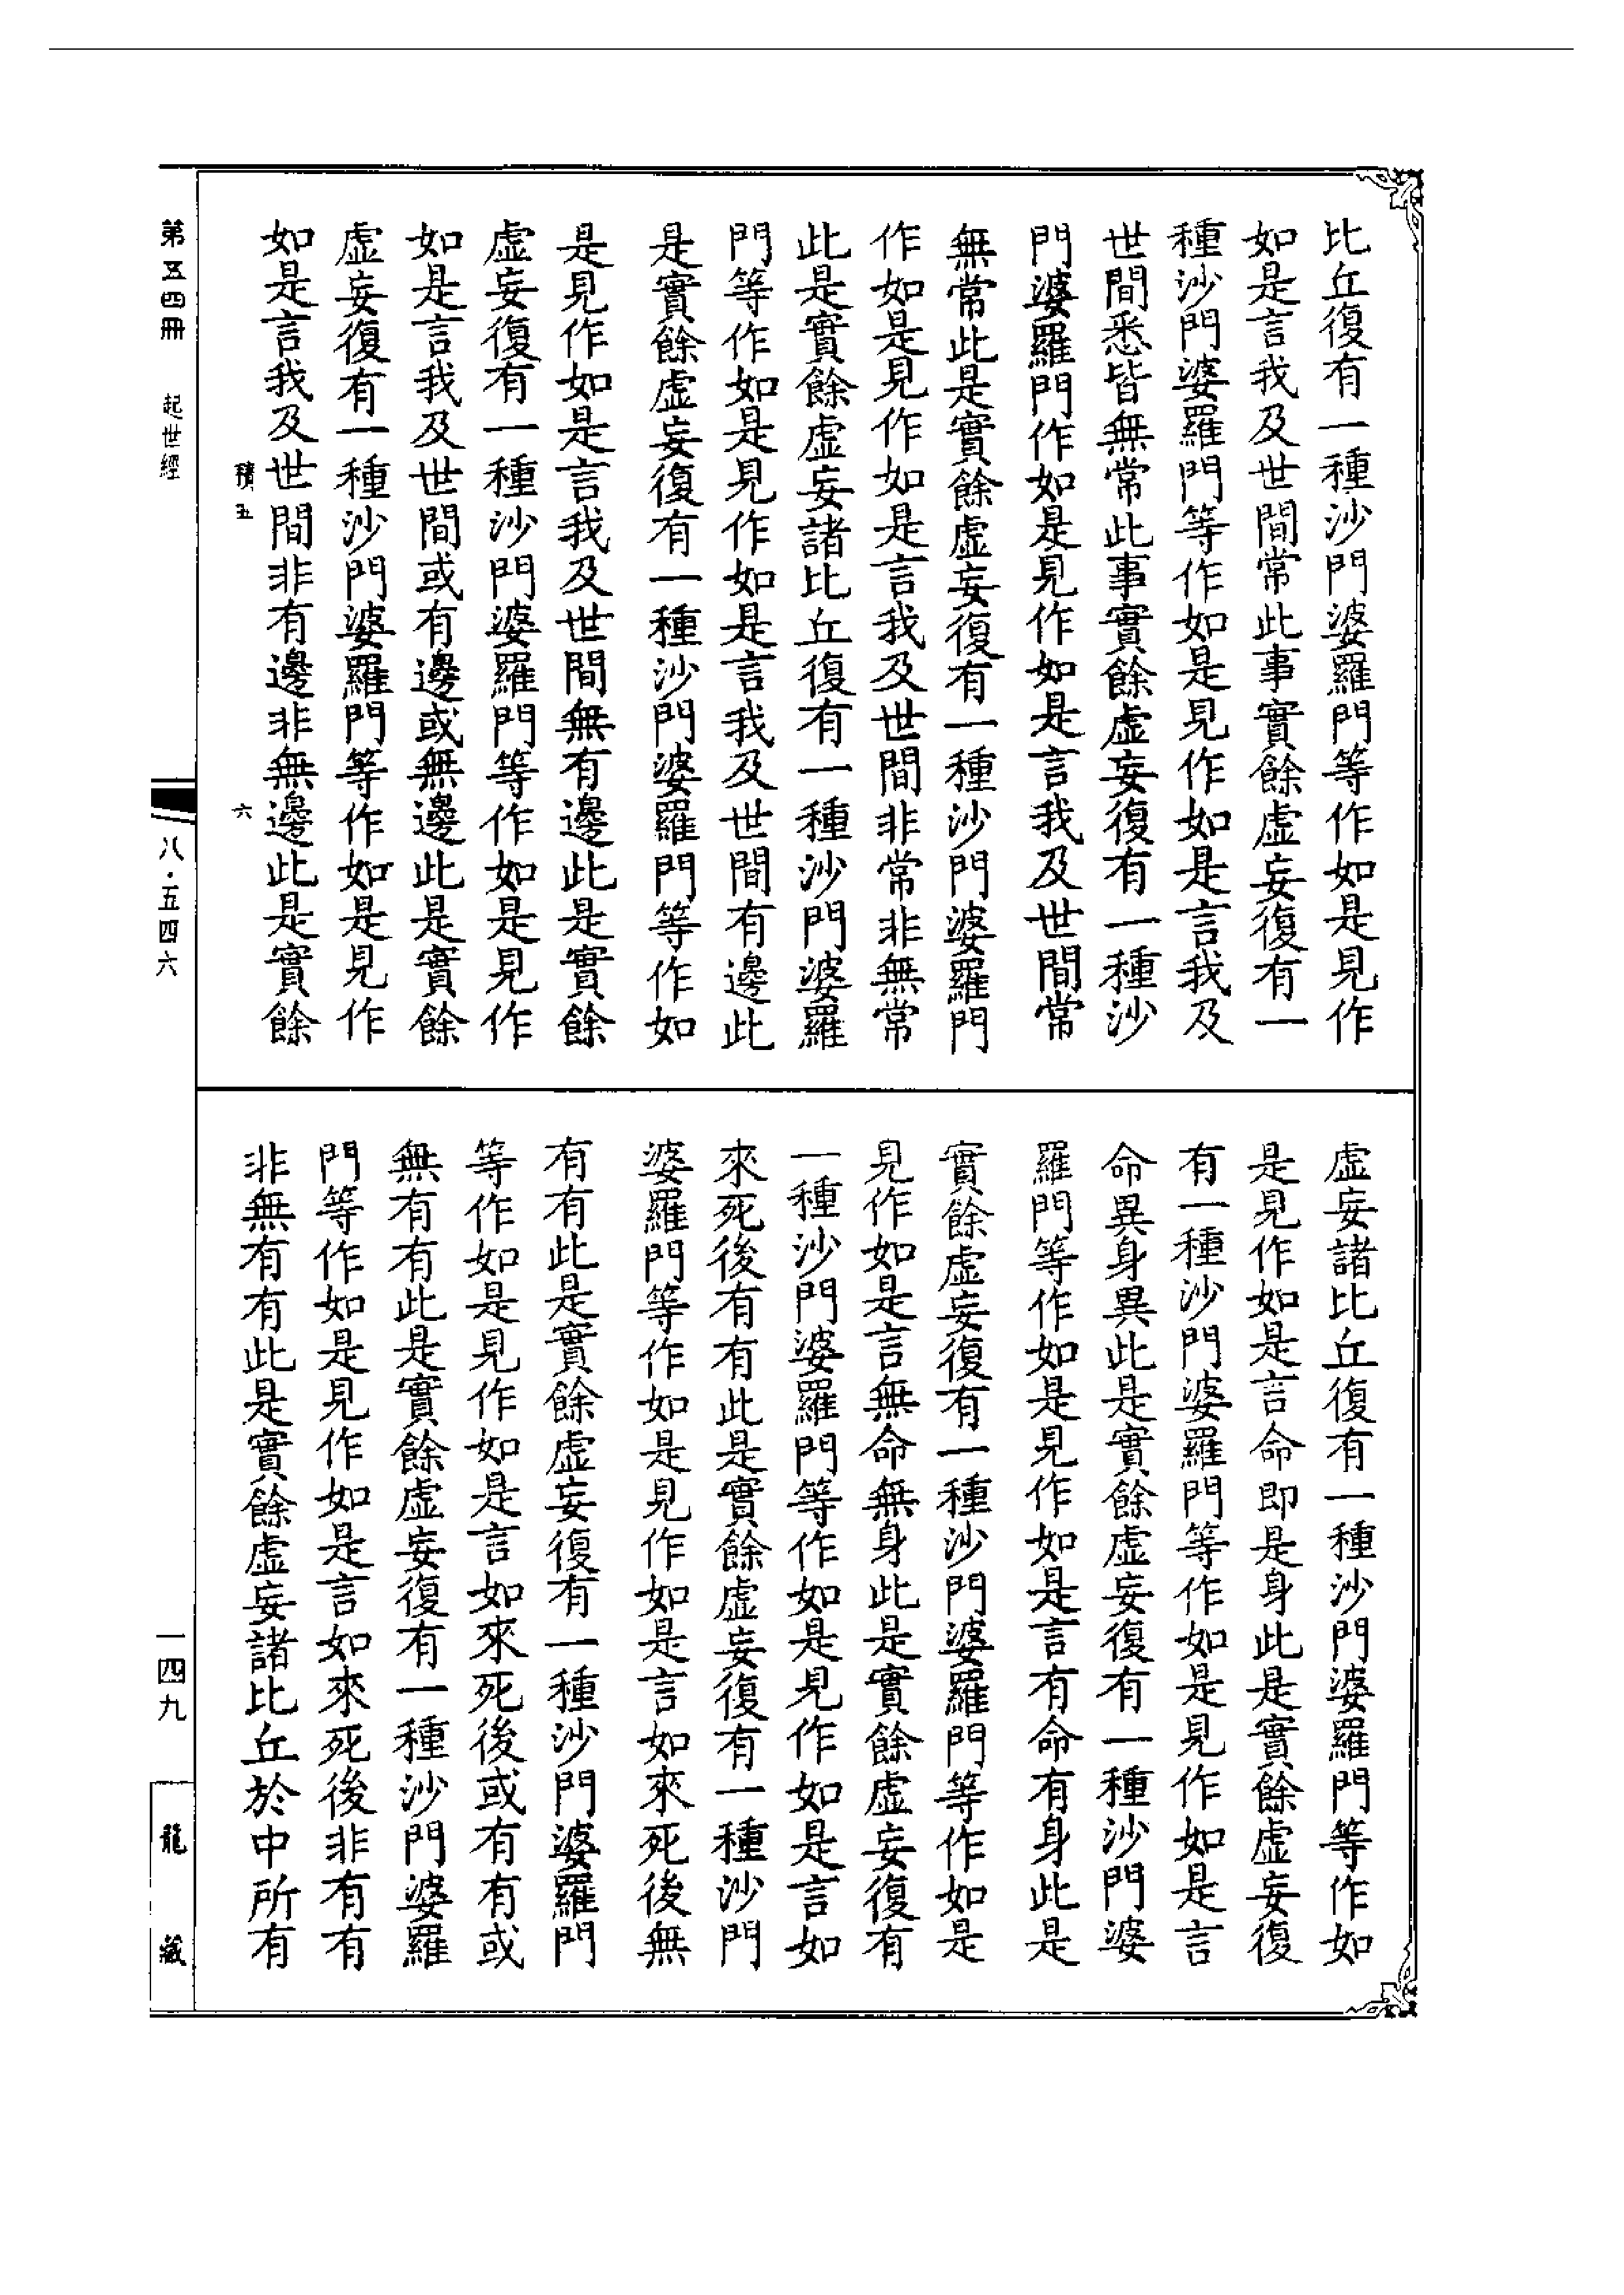 比丘復有一種沙門婆羅門等作如是見作
如是言我及世間常此事實餘虛妄復有一
種沙門婆羅門等作如是見作如是言我及
世間悉皆無常此事實餘虛妄復有一種沙
門婆羅門作如是見作如是言我及世間常
無常此是實餘虛妄復有一種沙門婆羅門
作如是見作如是言我及世間非常非無常
此是實餘虛妄諸比丘復有一種沙門婆羅
門等作如是見作如是言我及世間有邊此
是實餘虛妄復有一種沙門婆羅門等作如
是見作如是言我及世間無有邊此是實餘
虛妄復有一種沙門婆羅門等作如是見作
如是言我及世間或有邊或無邊此是實餘
虛妄復有一種沙門婆羅門等作如是見作
如是言我及世間非有邊非無邊此是實餘
積五 六
虛妄諸比丘復有一種沙門婆羅門等作如
是見作如是言命即是身此是實餘虛妄復
有一種沙門婆羅門等作如是見作如是言
命異身異此是實餘虛妄復有一種沙門婆
羅門等作如是見作如是言有命有身此是
實餘虛妄復有一種沙門婆羅門等作如是
見作如是言無命無身此是實餘虛妄復有
一種沙門婆羅門等作如是見作如是言如
來死後有有此是實餘虛妄復有一種沙門
婆羅門等作如是見作如是言如來死後無
有有此是實餘虛妄復有一種沙門婆羅門
等作如是見作如是言如來死後或有有或
無有有此是實餘虛妄復有一種沙門婆羅
門等作如是見作如是言如來死後非有有
非無有有此是實餘虛妄諸比丘於中所有
第五四冊 起世經
八·五四六
一四九
龍藏